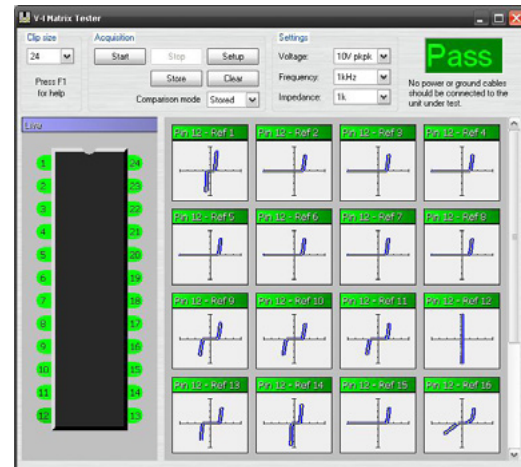 V-I Matrix Tester
Clip size
24
Press F1
for help
Acquisition
Start Stop Setup
Store Clear
Comparison mode Stored
Settings
Voltage: 10V pkpk
Frequency: 1kHz
Impedance: 1k
Pass
No power or ground cables
should be connected to the
unit under test.
Live
1 24
2 23
3 22
4 21
5 20
6 19
7 18
8 17
9 16
10 15
11 14
12 13
Pin 12 - Ref 1 Pin 12 - Ref 2 Pin 12 - Ref 3 Pin 12 - Ref 4
Pin 12 - Ref 5 Pin 12 - Ref 6 Pin 12 - Ref 7 Pin 12 - Ref 8
Pin 12 - Ref 9 Pin 12 - Ref 10 Pin 12 - Ref 11 Pin 12 - Ref 12
Pin 12 - Ref 13 Pin 12 - Ref 14 Pin 12 - Ref 15 Pin 12 - Ref 16